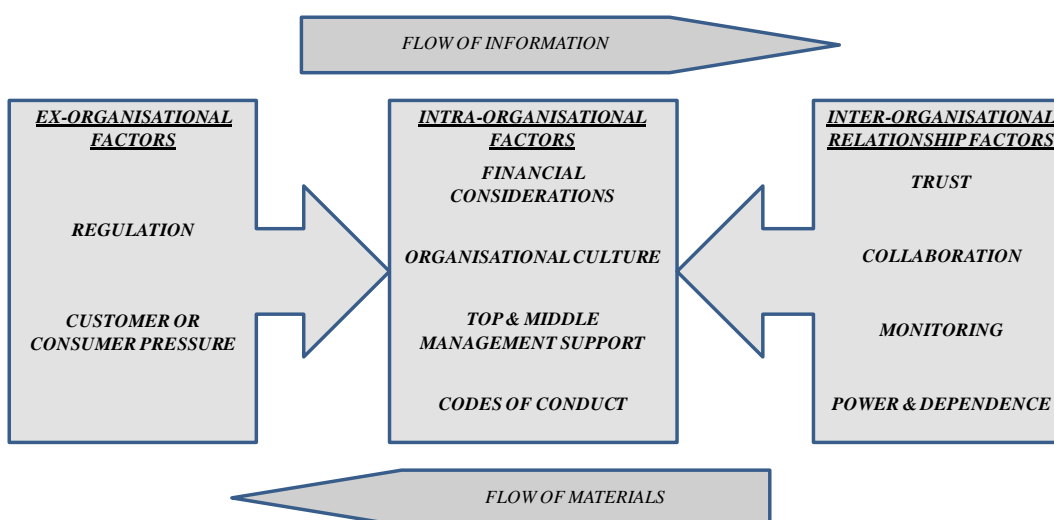 FLOW OF INFORMATION
EX-ORGANISATIONAL
FACTORS
REGULATION
CUSTOMER OR
CONSUMER PRESSURE
INTRA-ORGANISATIONAL
FACTORS
FINANCIAL
CONSIDERATIONS
ORGANISATIONAL CULTURE
TOP & MIDDLE
MANAGEMENT SUPPORT
CODES OF CONDUCT
INTER-ORGANISATIONAL
RELATIONSHIP FACTORS
TRUST
COLLABORATION
MONITORING
POWER & DEPENDENCE
FLOW OF MATERIALS